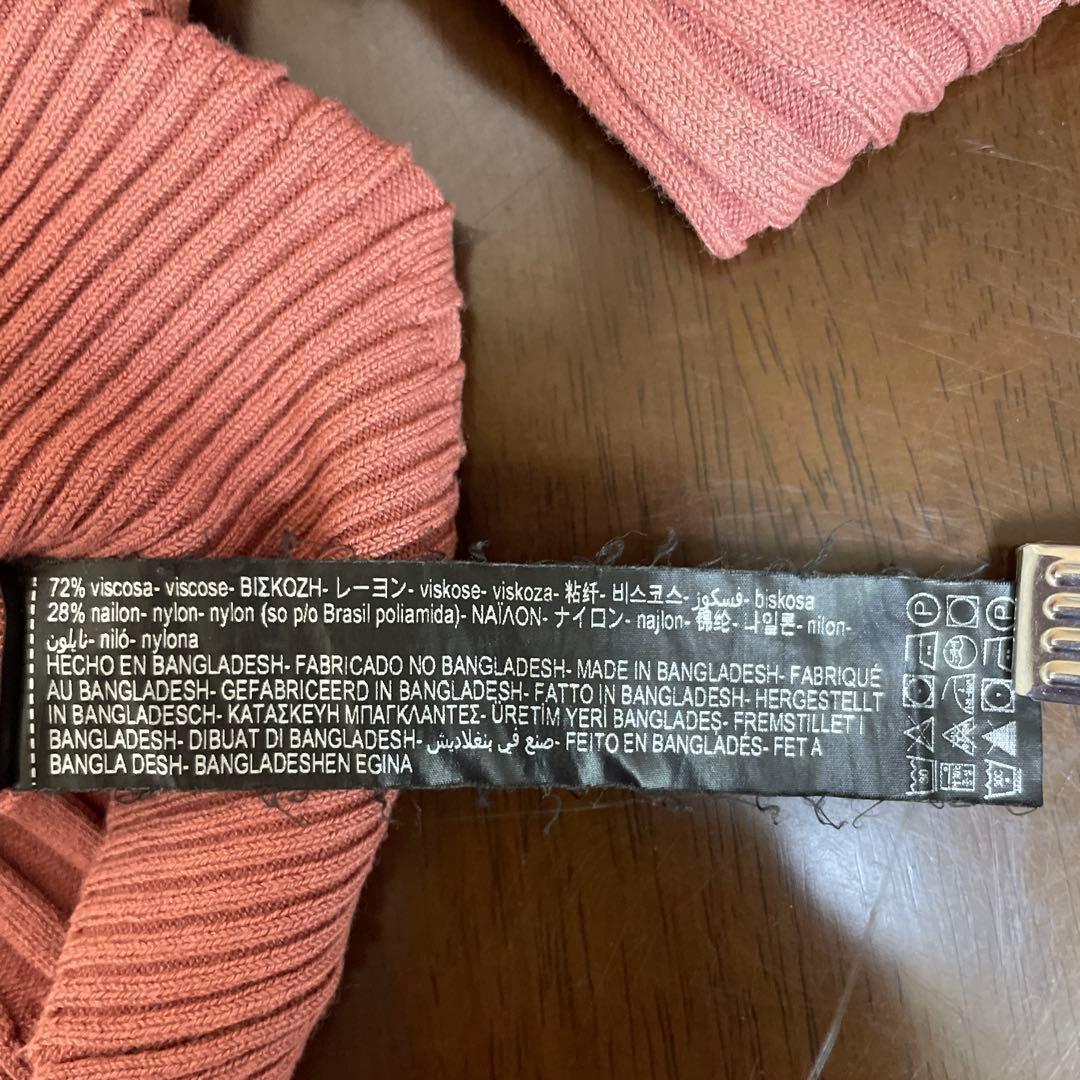 72% viscosa- viscose- ΒΙΣΚΟΖΗ- レーヨン- viskose- viskoza- 粘纤- 비스코스- فسكوز- biskosa
28% nailon- nylon- nylon (so p/o Brasil poliamida)- ΝΑΪΛΟΝ- ナイロン- najlon- 锦纶- 나일론- nilon-
نايلون- niló- nylona
HECHO EN BANGLADESH- FABRICADO NO BANGLADESH- MADE IN BANGLADESH- FABRIQUÉ
AU BANGLADESH- GEFABRICEERD IN BANGLADESH- FATTO IN BANGLADESH- HERGESTELLT
IN BANGLADESCH- ΚΑΤΑΣΚΕΥΗ ΜΠΑΓΚΛΑΝΤΕΣ- ÜRETİM YERİ BANGLADEŞ- FREMSTILLET I
BANGLADESH- DIBUAT DI BANGLADESH- صنع في بنغلاديش- FEITO EN BANGLADÉS- FET A
BANGLA DESH- BANGLADESHEN EGINA